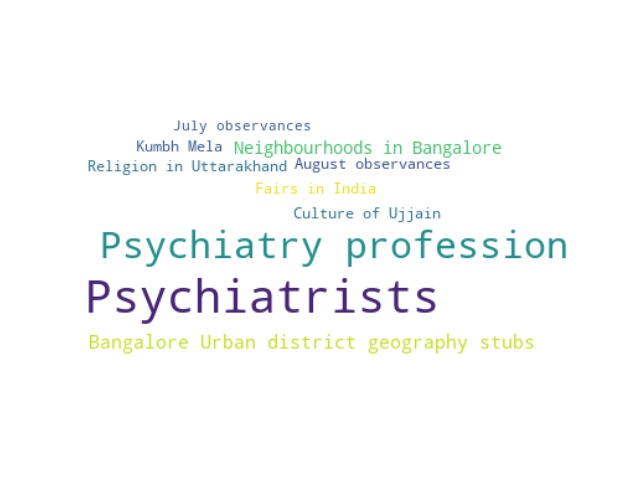 July observances
Kumbh Mela Neighbourhoods in Bangalore
Religion in Uttarakhand August observances
Fairs in India
Culture of Ujjain
Psychiatry profession
Psychiatrists
Bangalore Urban district geography stubs